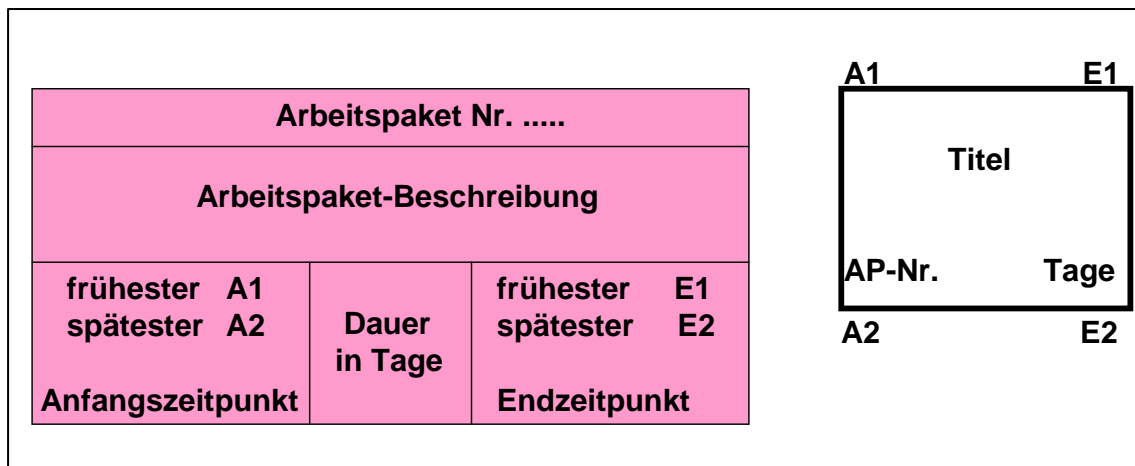 Arbeitspaket Nr. .....
Arbeitspaket-Beschreibung
frühester A1
spätester A2
Anfangszeitpunkt
Dauer
in Tage
frühester E1
spätester E2
Endzeitpunkt
A1 E1
Titel
AP-Nr. Tage
A2 E2